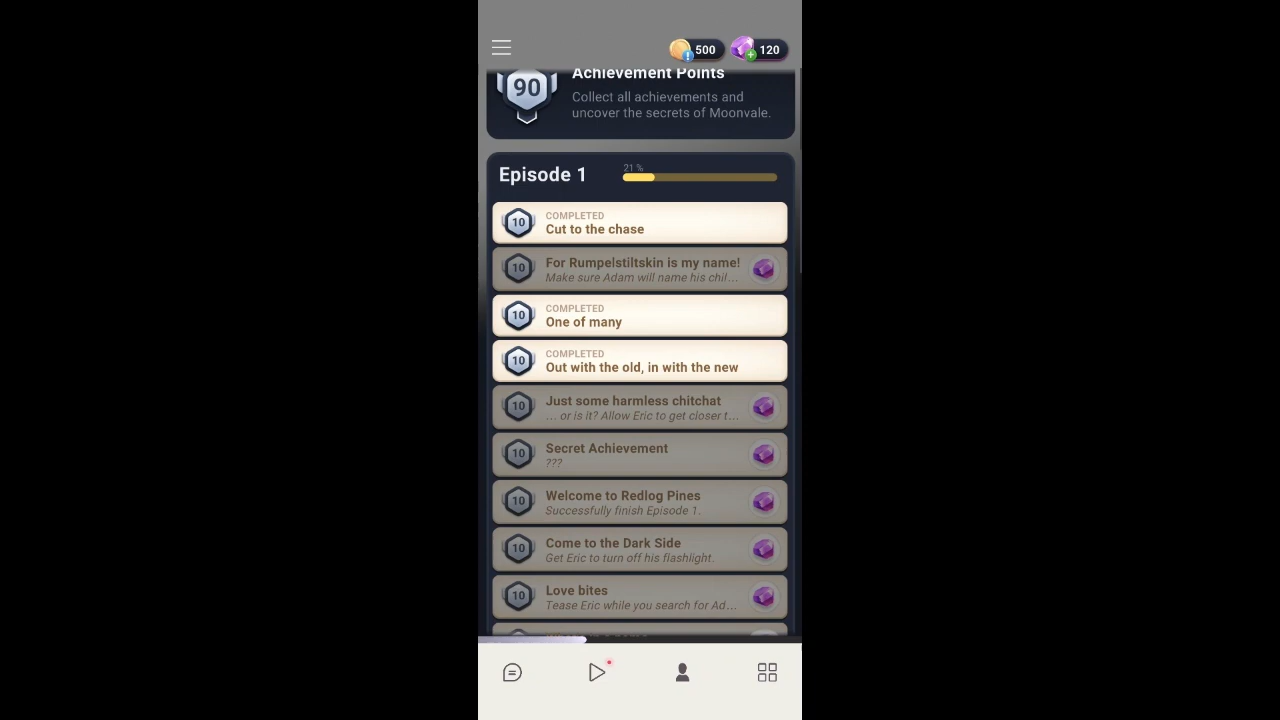 500
120
90
Achievement Points
Collect all achievements and
uncover the secrets of Moonvale.
Episode 1
21 %
10
COMPLETED
Cut to the chase
10
For Rumpelstiltskin is my name!
Make sure Adam will name his chil...
10
COMPLETED
One of many
10
COMPLETED
Out with the old, in with the new
10
Just some harmless chitchat
... or is it? Allow Eric to get closer t...
10
Secret Achievement
???
10
Welcome to Redlog Pines
Successfully finish Episode 1.
10
Come to the Dark Side
Get Eric to turn off his flashlight.
10
Love bites
Tease Eric while you search for Ad...